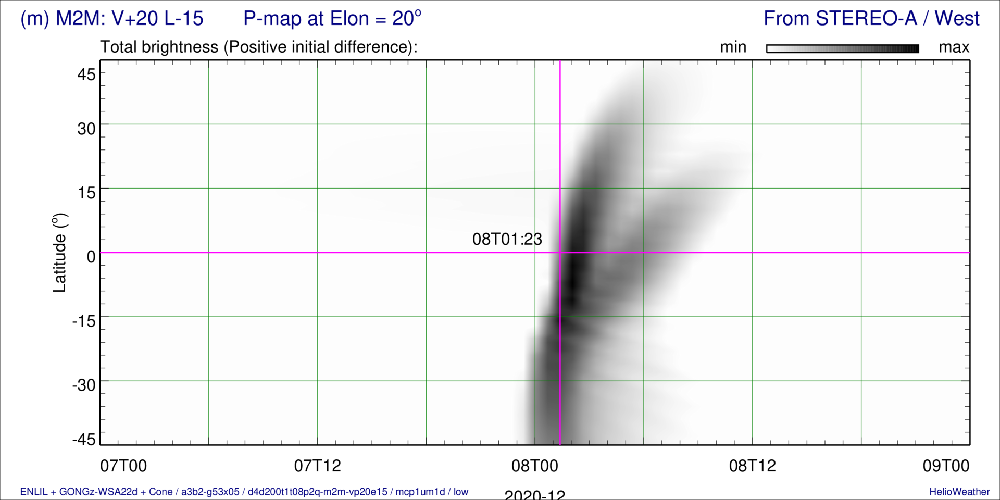 (m) M2M: V+20 L-15 P-map at Elon = 20° From STEREO-A / West
Total brightness (Positive initial difference): min max
45
30
15
08T01:23
0
Latitude (°)
-15
-30
-45
07T00 07T12 08T00 08T12 09T00
ENLIL + GONGz-WSA22d + Cone / a3b2-g53x05 / d4d200t1t08p2q-m2m-vp20e15 / mcp1um1d / low 2020-12 HelioWeather